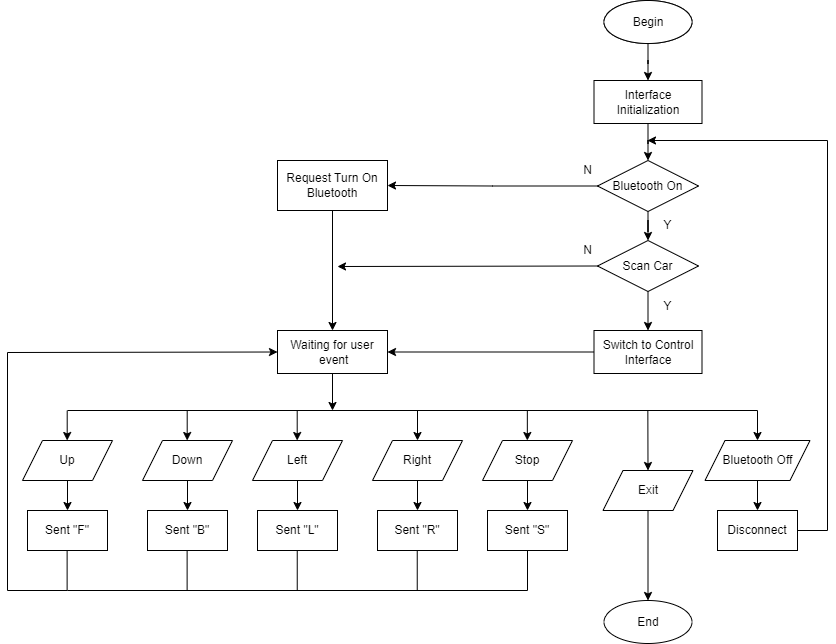 Begin
Interface
Initialization
N
Request Turn On
Bluetooth
Bluetooth On
Y
N
Scan Car
Y
Waiting for user
event
Switch to Control
Interface
Up
Down
Left
Right
Stop
Bluetooth Off
Exit
Sent "F"
Sent "B"
Sent "L"
Sent "R"
Sent "S"
Disconnect
End